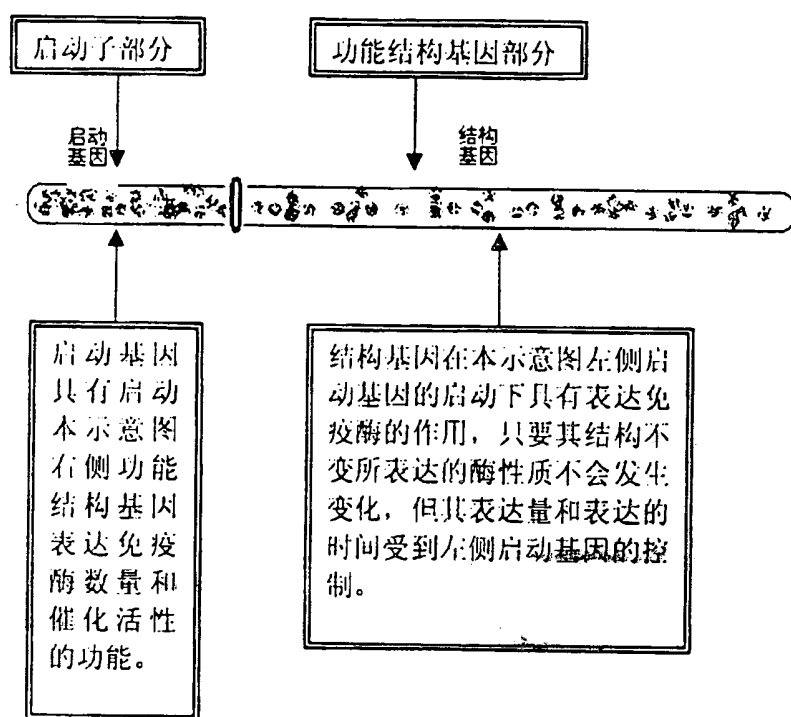 启动子部分
功能结构基因部分
启动
基因
结构
基因
启动基因
具有启动
本示意图
右侧功能
结构基因
表达免疫
酶数量和
催化活性
的功能。
结构基因在本示意图左侧启
动基因的启动下具有表达免
疫酶的作用，只要其结构不
变所表达的酶性质不会发生
变化，但其表达量和表达的
时间受到左侧启动基因的控
制。